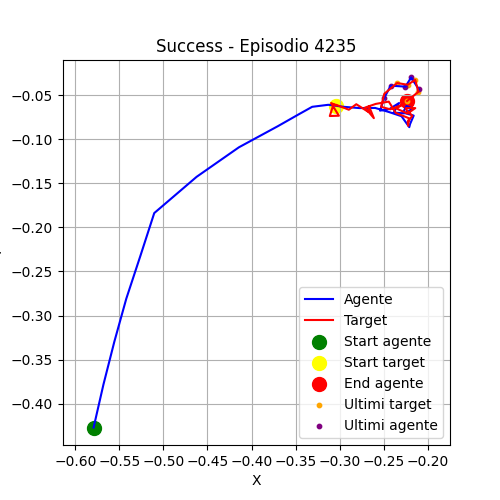 Success - Episodio 4235
−0.05
−0.10
−0.15
−0.20
−0.25
−0.30
−0.35
−0.40
Agente
Target
Start agente
Start target
End agente
Ultimi target
Ultimi agente
−0.60 −0.55 −0.50 −0.45 −0.40 −0.35 −0.30 −0.25 −0.20
X